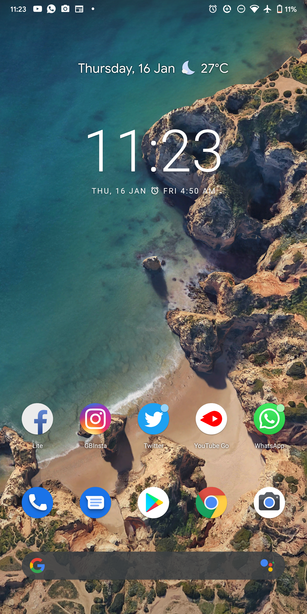 11:23
11%
Thursday, 16 Jan 27°C
11:23
THU, 16 JAN FRI 4:50 AM
Lite
OBInsta
Twitter
YouTube Go
WhatsApp